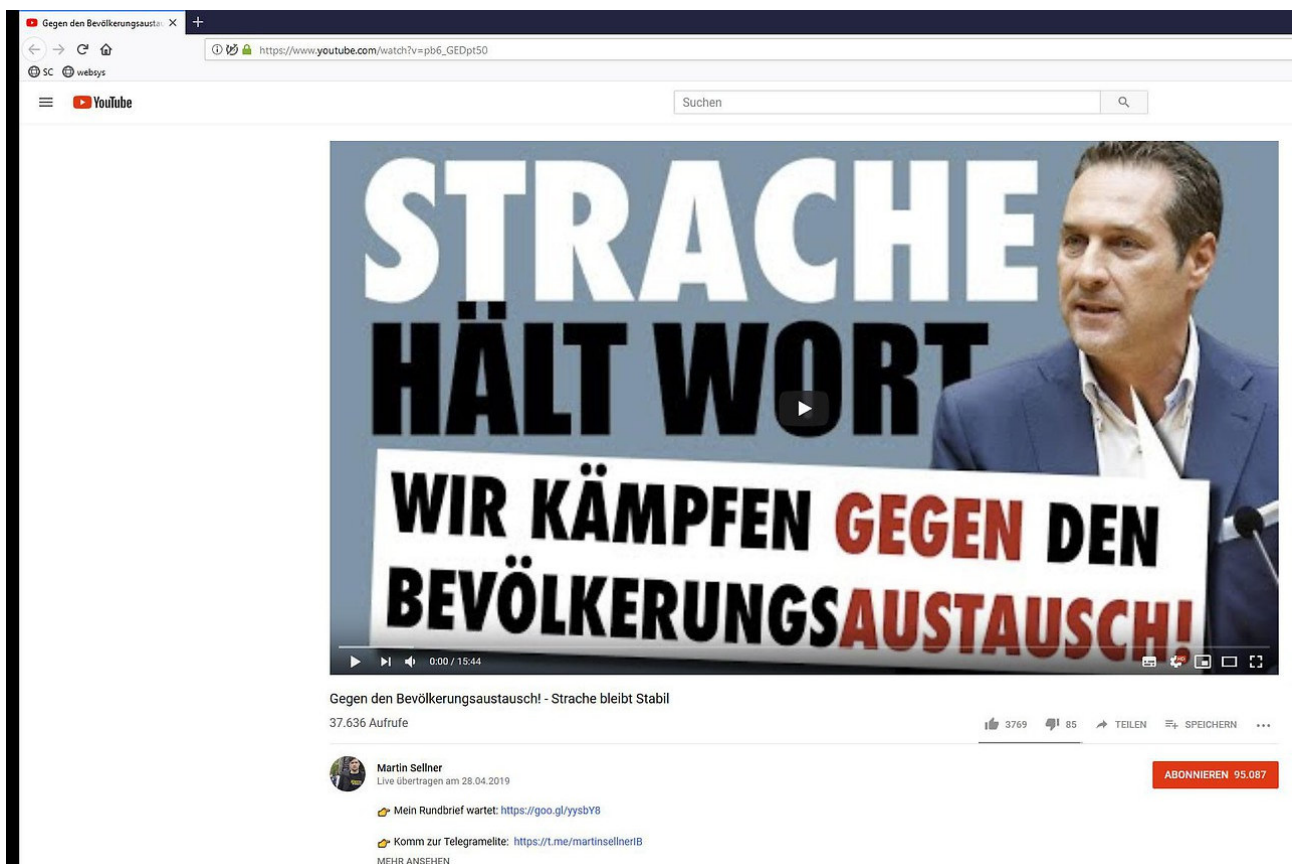 Gegen den Bevölkerungsausta
https://www.youtube.com/watch?v=pb6_GEDpt50
SC websys
YouTube
Suchen
STRACHE
HÄLT WORT
WIR KÄMPFEN GEGEN DEN
BEVÖLKERUNGSAUSTAUSCH!
0:00 / 15:44
HD
Gegen den Bevölkerungsaustausch! - Strache bleibt Stabil
37.636 Aufrufe
3769 85 TEILEN SPEICHERN
Martin Sellner
Live übertragen am 28.04.2019
ABONNIEREN 95.087
Mein Rundbrief wartet: https://goo.gl/yysbY8
Komm zur Telegramelite: https://t.me/martinsellnerIB
MEHR ANSEHEN